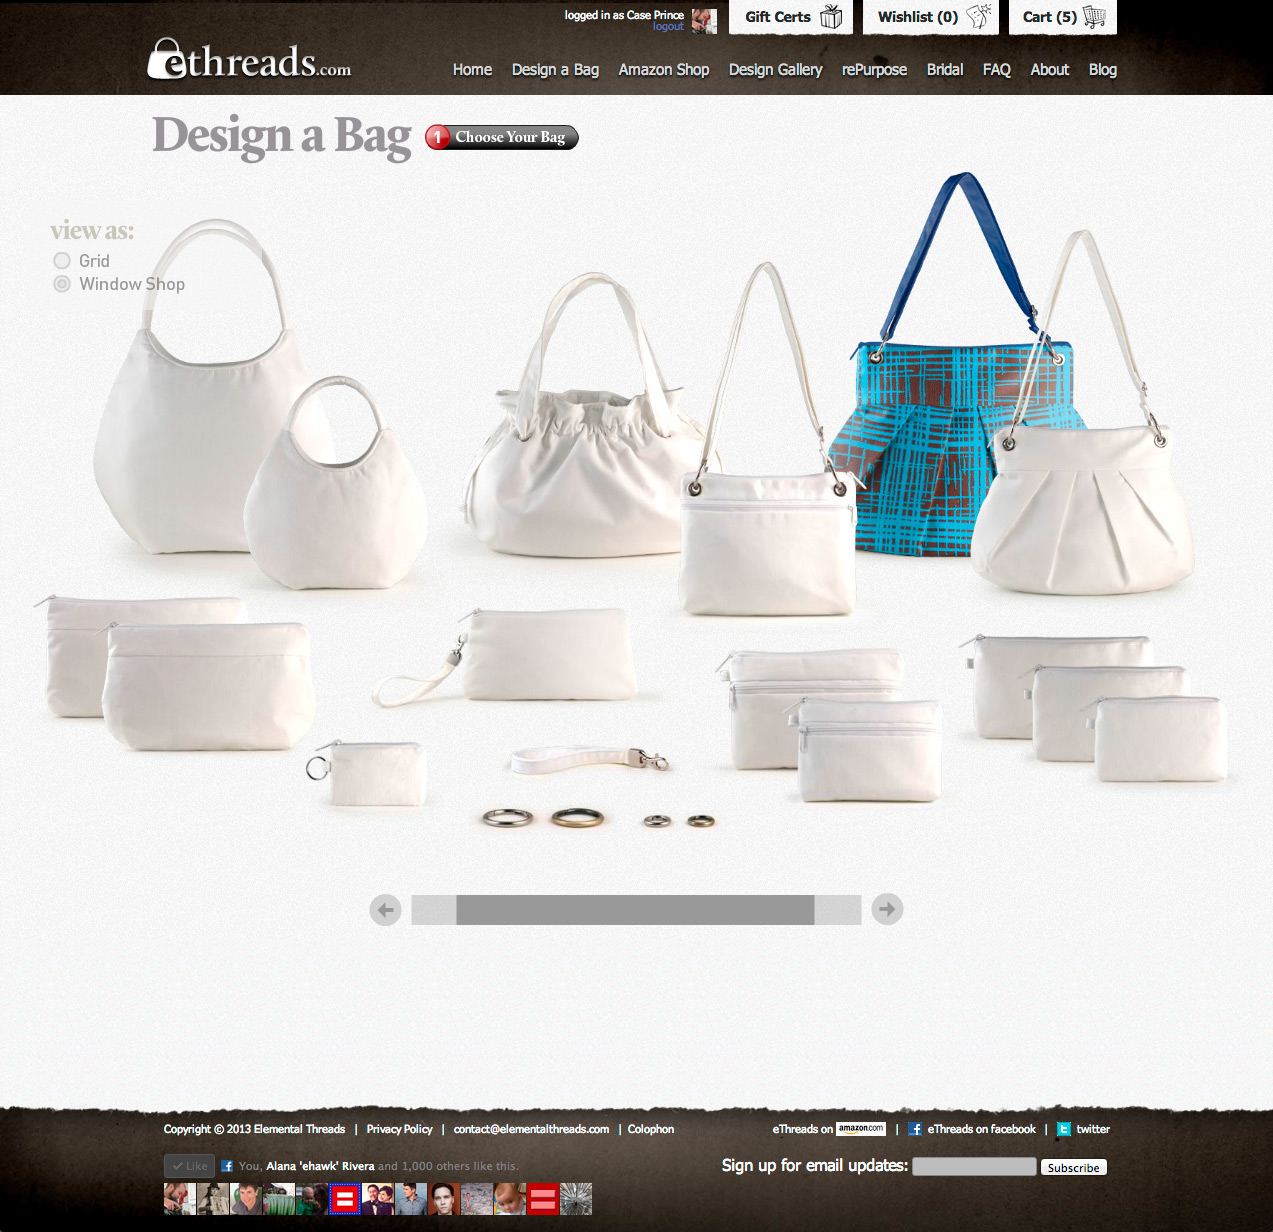 logged in as Case Prince
logout
Gift Certs
Wishlist (0)
Cart (5)
ethreads.com
Home Design a Bag Amazon Shop Design Gallery rePurpose Bridal FAQ About Blog
Design a Bag
1 Choose Your Bag
view as:
Grid
Window Shop
Copyright © 2013 Elemental Threads | Privacy Policy | contact@elementalthreads.com | Colophon
eThreads on amazon.com | f eThreads on facebook | t twitter
Like
f You, Alana 'ehawk' Rivera and 1,000 others like this.
Sign up for email updates:
Subscribe